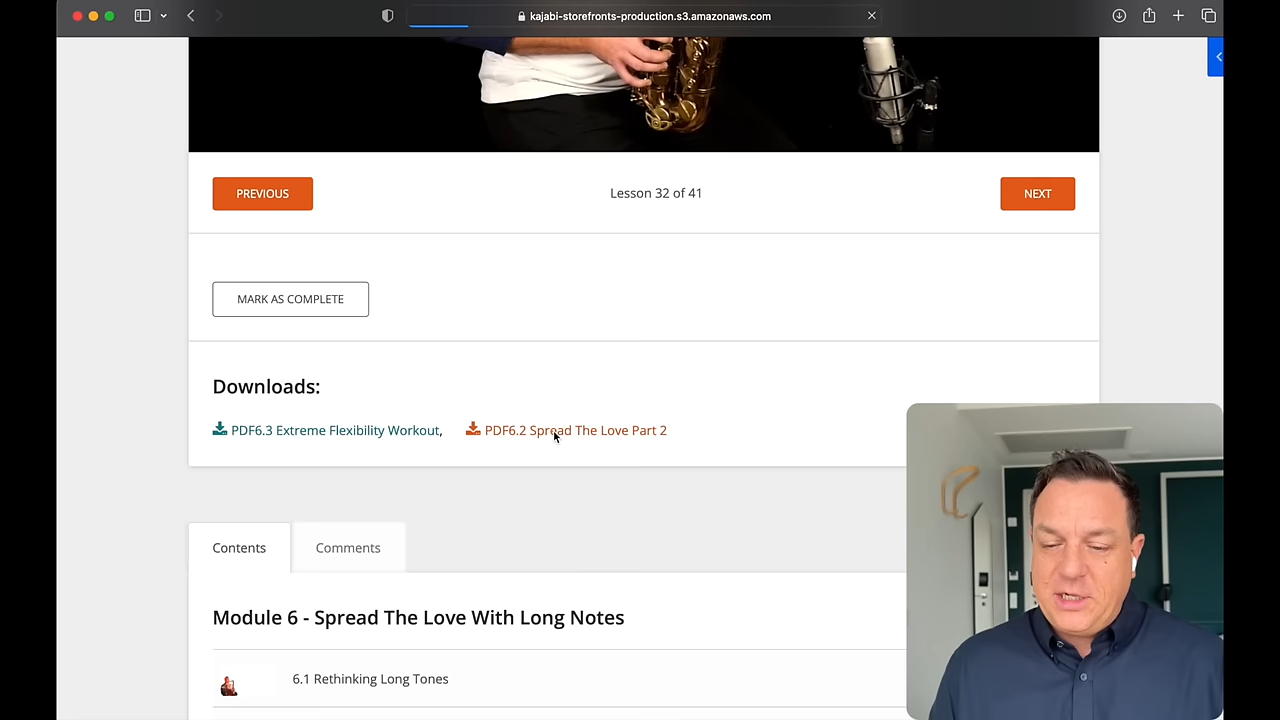 kajabi-storefronts-production.s3.amazonaws.com
PREVIOUS
Lesson 32 of 41
NEXT
MARK AS COMPLETE
Downloads:
PDF6.3 Extreme Flexibility Workout, PDF6.2 Spread The Love Part 2
Contents
Comments
Module 6 - Spread The Love With Long Notes
6.1 Rethinking Long Tones